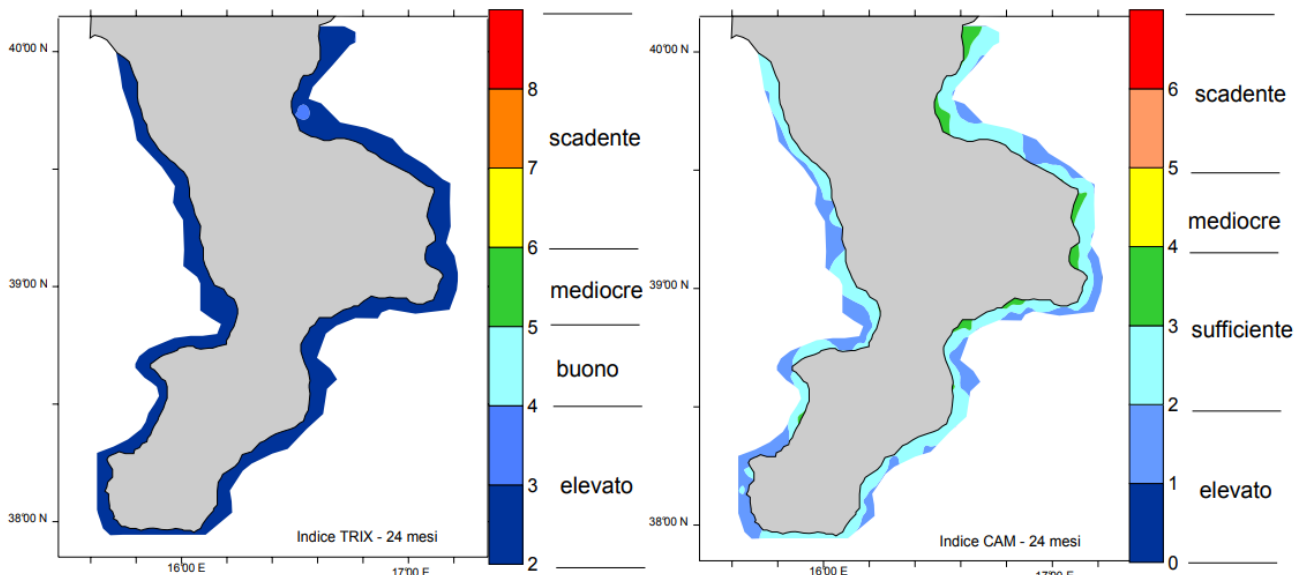 40°00 N
39°00 N
38°00 N
16°00 E
17°00 E
Indice TRIX - 24 mesi
8
7
6
5
4
3
2
scadente
mediocre
buono
elevato
40°00 N
39°00 N
38°00 N
16°00 E
17°00 E
Indice CAM - 24 mesi
6
5
4
3
2
1
0
scadente
mediocre
sufficiente
elevato